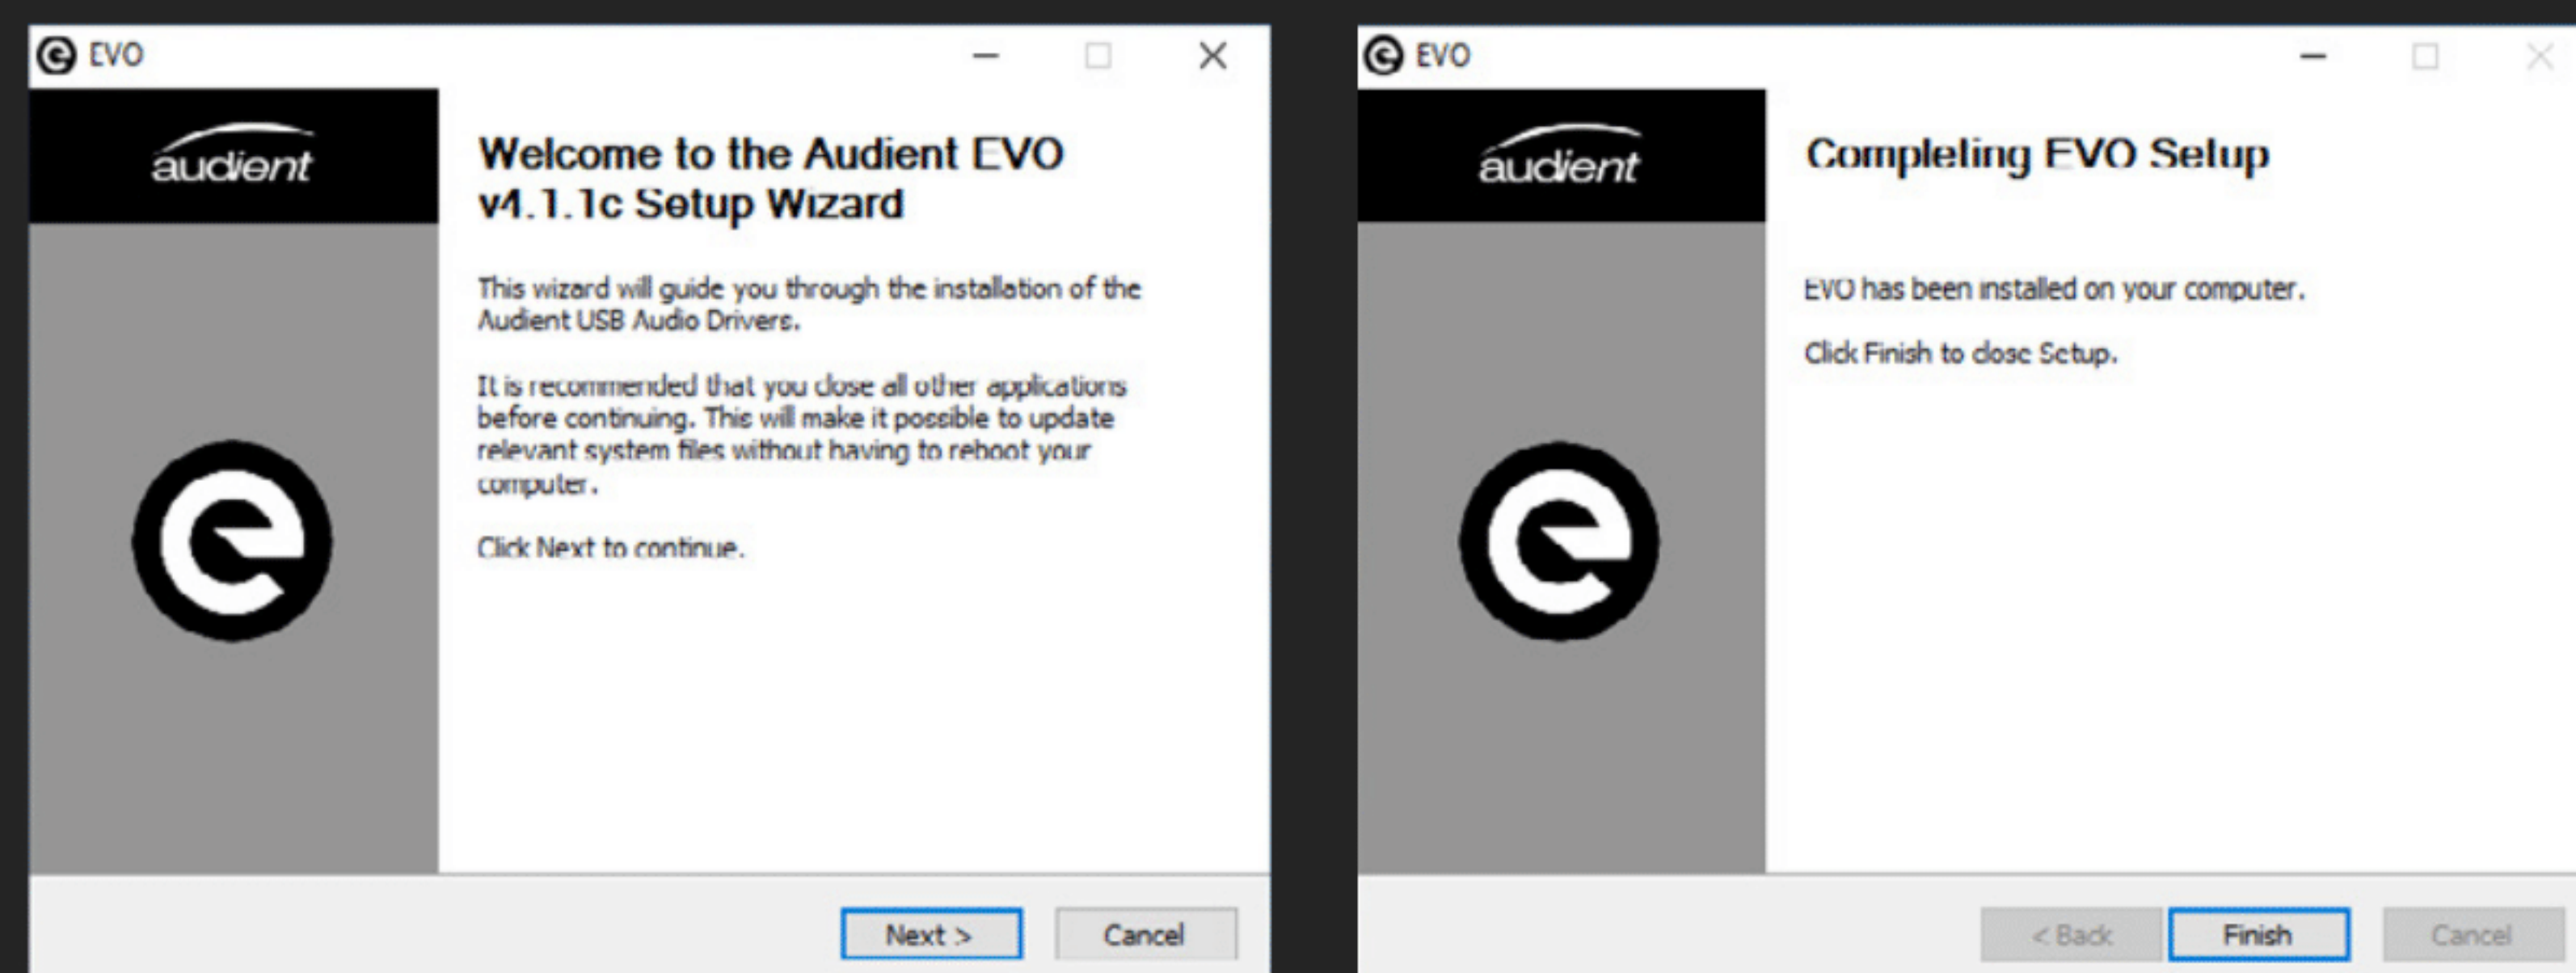 EVO
audient
Welcome to the Audient EVO
v4.1.1c Setup Wizard
This wizard will guide you through the installation of the
Audient USB Audio Drivers.
It is recommended that you close all other applications
before continuing. This will make it possible to update
relevant system files without having to reboot your
computer.
Click Next to continue.
e
Next >
Cancel
EVO
audient
Completing EVO Setup
EVO has been installed on your computer.
Click Finish to close Setup.
e
< Back
Finish
Cancel